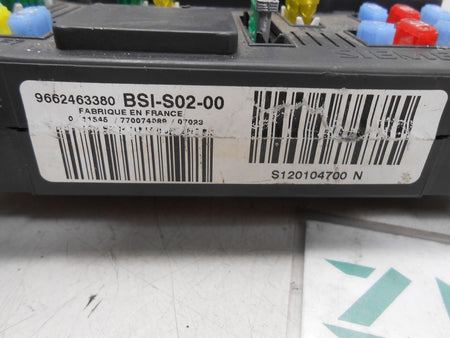 9662463380 BSI-S02-00
FABRIQUE EN FRANCE
S120104700 N